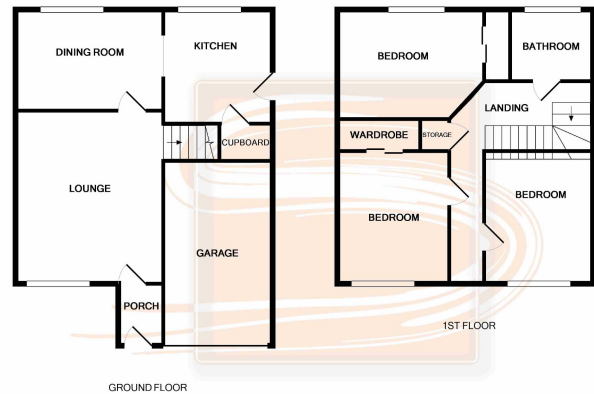 DINING ROOM
KITCHEN
CUPBOARD
LOUNGE
GARAGE
PORCH
GROUND FLOOR
BEDROOM
BATHROOM
LANDING
WARDROBE
STORAGE
BEDROOM
BEDROOM
1ST FLOOR